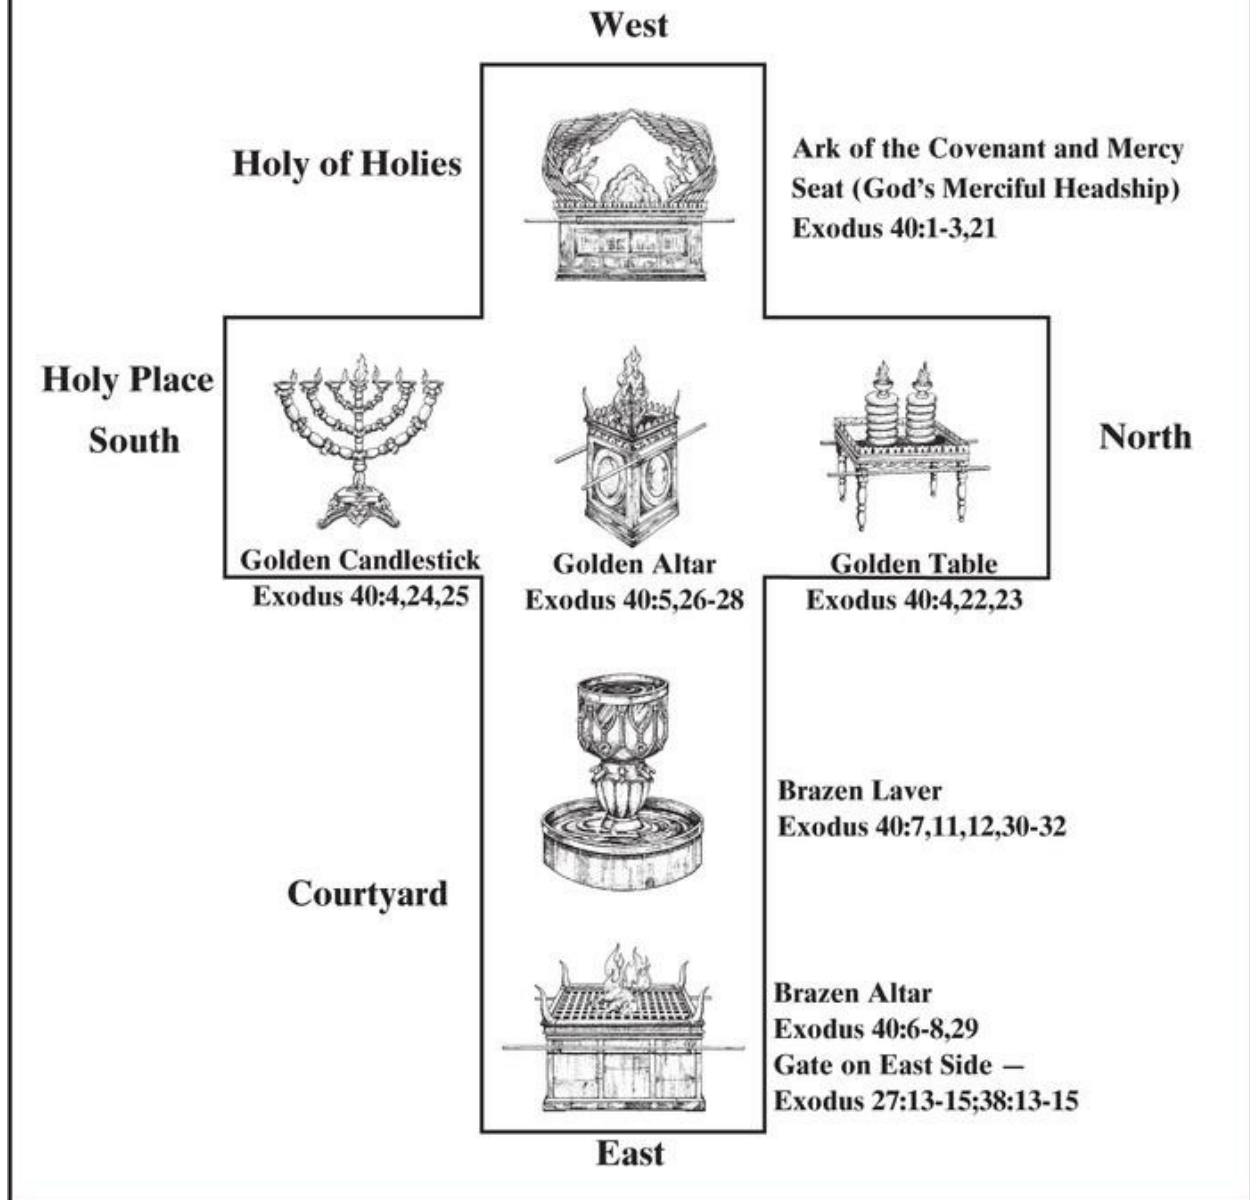 West
Holy of Holies
Ark of the Covenant and Mercy
Seat (God's Merciful Headship)
Exodus 40:1-3,21
Holy Place
South
North
Golden Candlestick
Exodus 40:4,24,25
Golden Altar
Exodus 40:5,26-28
Golden Table
Exodus 40:4,22,23
Brazen Laver
Exodus 40:7,11,12,30-32
Courtyard
Brazen Altar
Exodus 40:6-8,29
Gate on East Side —
Exodus 27:13-15;38:13-15
East